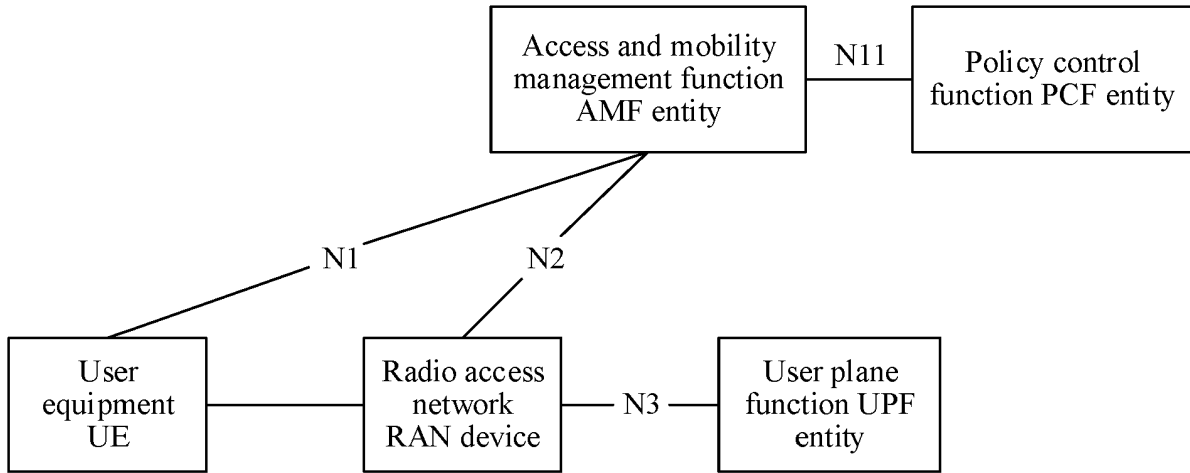 Access and mobility
management function
AMF entity
N11
Policy control
function PCF entity
N1
N2
User
equipment
UE
Radio access
network
RAN device
N3
User plane
function UPF
entity